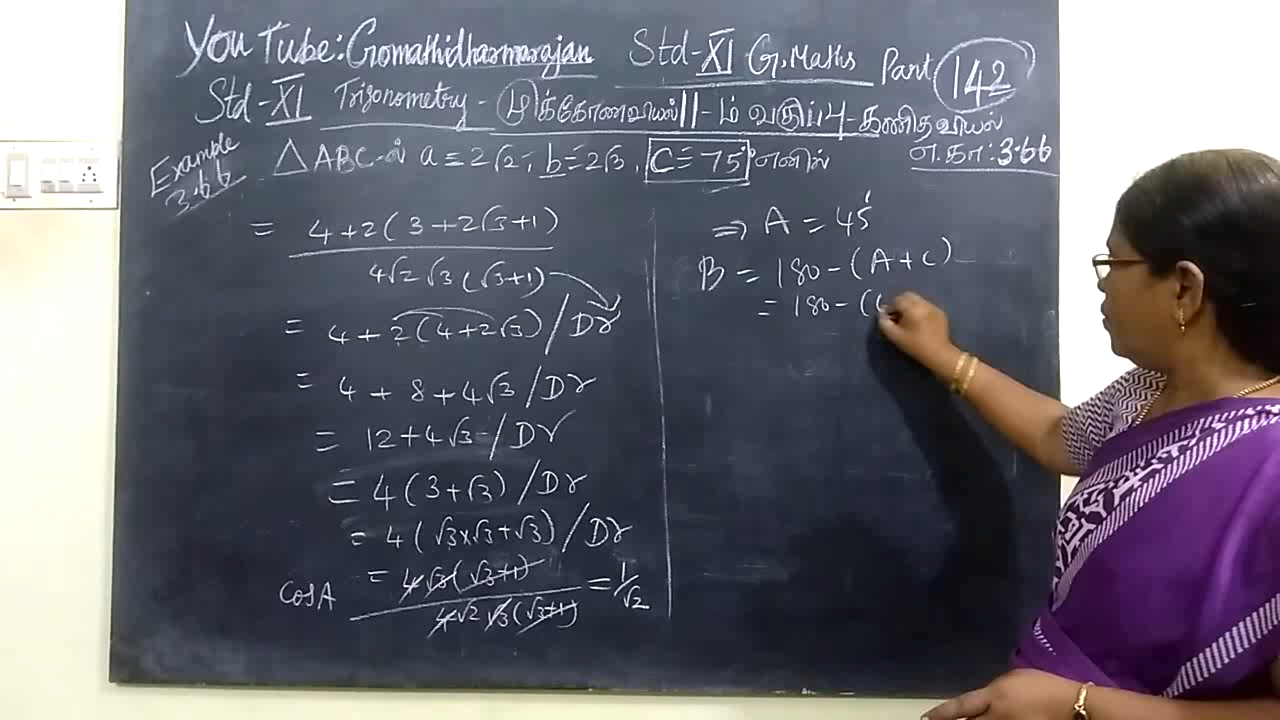 YouTube: Gomathidharmarajan Std-XI G.Maths Part 142
Std-XI Trigonometry - முக்கோணவியல் 11-ம் வகுப்பு-கணிதவியல்
எ.கா: 3.66
Example 3.66
△ABC-ல் a = 2√2, b = 2√3, C = 75° எனில்
= 4+2(3+2√3+1)
4√2 √3 (√3+1)
= 4 + 2(4+2√3) / Dr
= 4 + 8 + 4√3 / Dr
= 12 + 4√3 / Dr
= 4(3+√3) / Dr
= 4(√3×√3+√3) / Dr
cosA = 4√3(√3+1) = 1/√2
4√2 √3 (√3+1)
⇒ A = 45°
B = 180 - (A + C)
= 180 - (